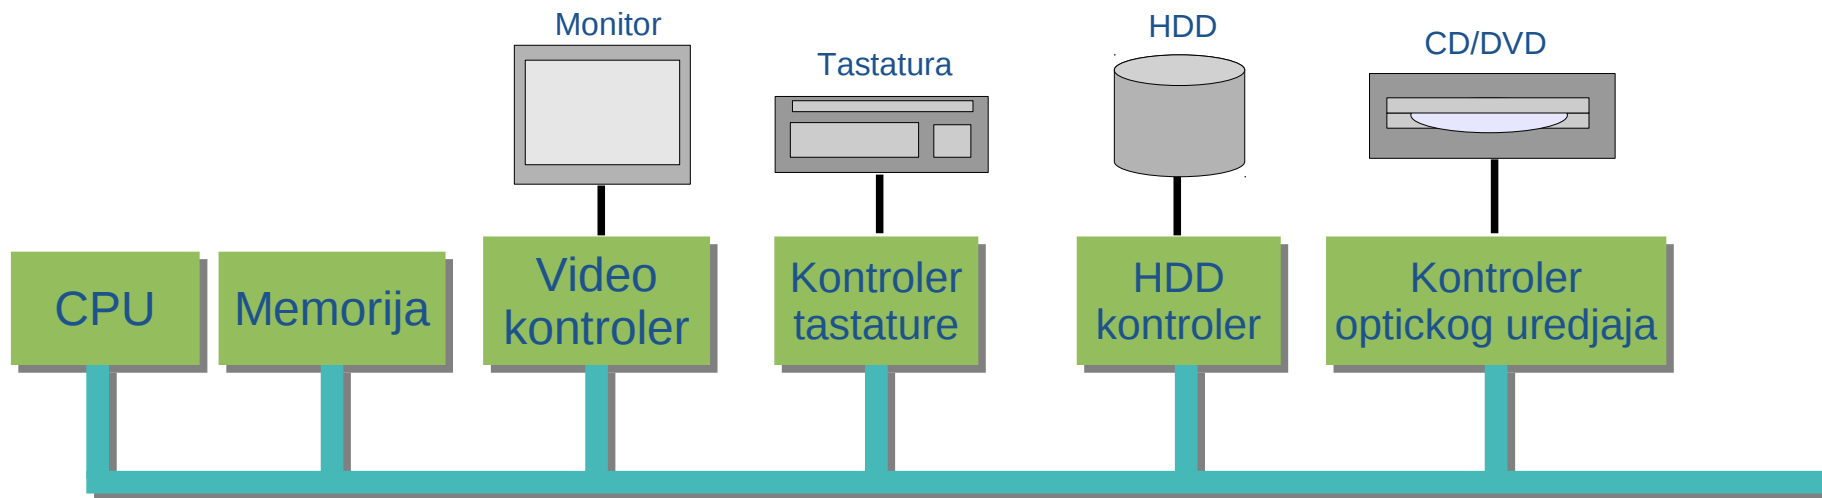 Monitor
Tastatura
HDD
CD/DVD
CPU
Memorija
Video
kontroler
Kontroler
tastature
HDD
kontroler
Kontroler
optickog uredjaja